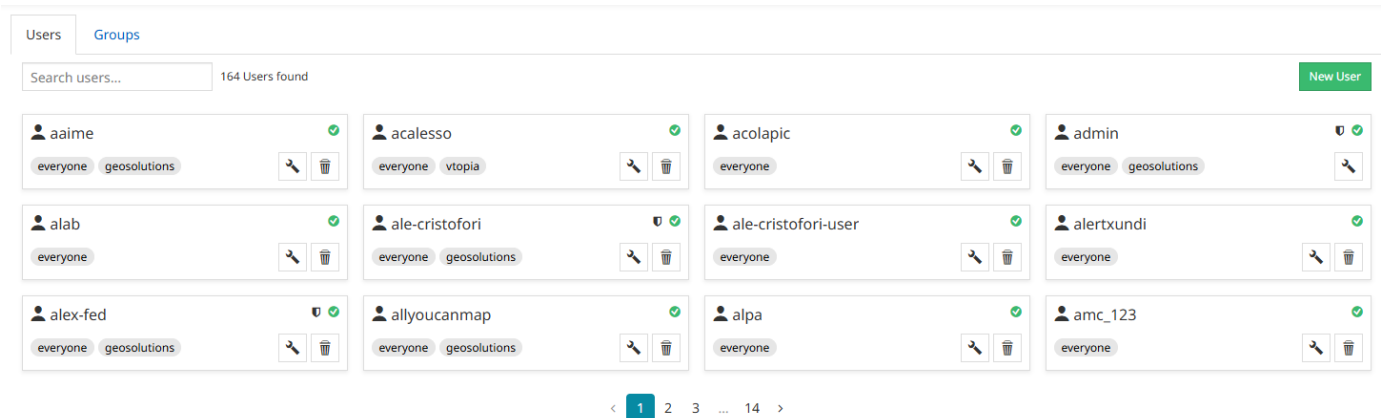 Users Groups
Search users... 164 Users found New User
aaime acalesso acolapic admin
everyone geosolutions everyone vtopia everyone everyone geosolutions
alab ale-cristofori ale-cristofori-user alertxundi
everyone everyone geosolutions everyone everyone
alex-fed allyoucanmap alpa amc_123
everyone geosolutions everyone geosolutions everyone everyone
‹ 1 2 3 ... 14 ›